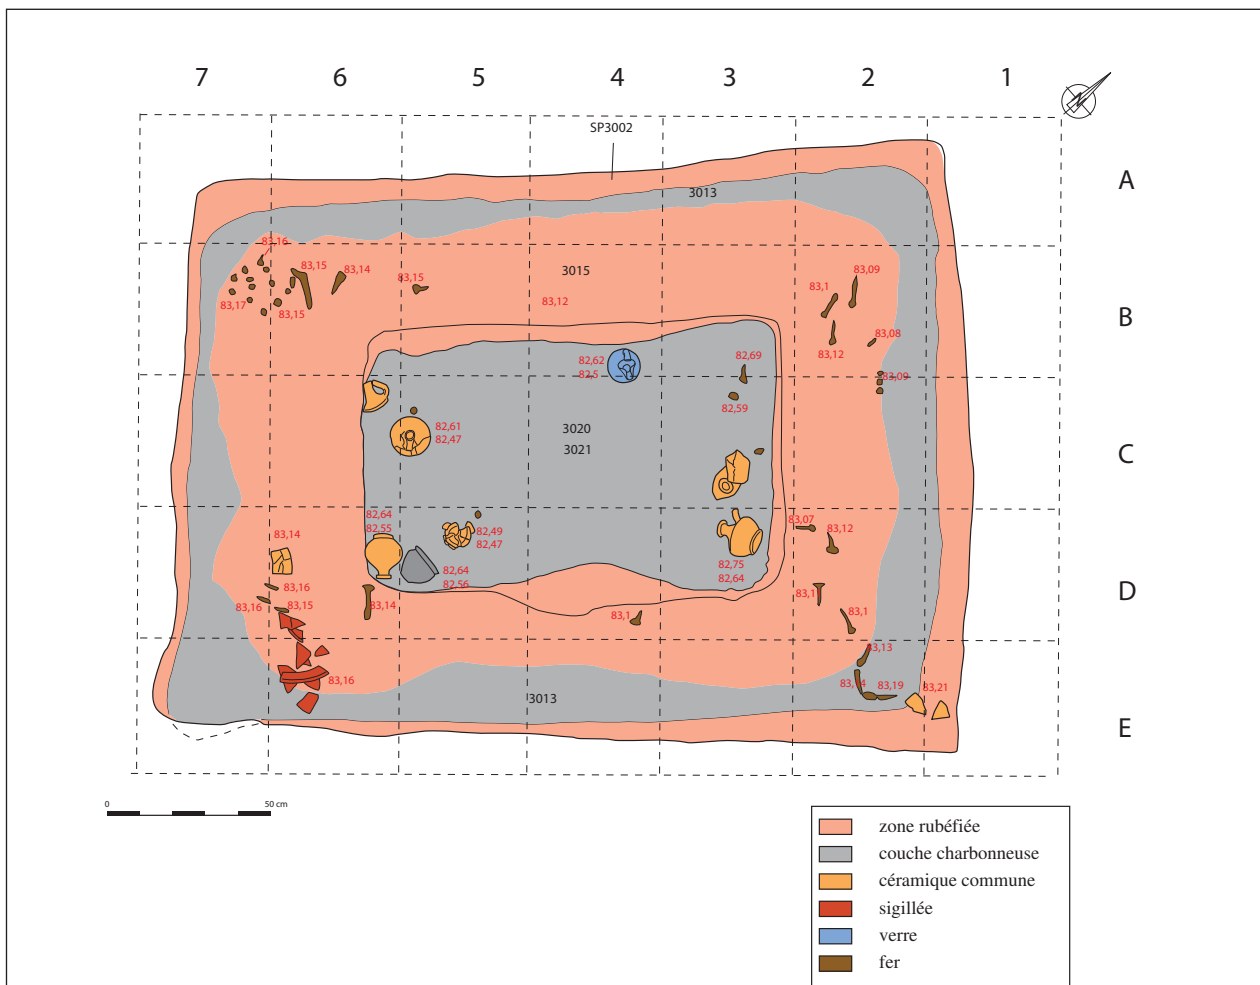 7 6 5 4 3 2 1
N
SP3002
A
3013
83,16
83,15 83,14 83,15 3015 83,09
83,1
83,17 83,15 83,12
B
83,12 83,08
82,62 82,69
82,5 83,09
82,59
82,61 3020
82,47 3021
C
82,64
82,55
83,07 83,12
83,14 82,49
82,47
82,75
82,64 82,64
82,56
83,16
83,16 83,15 83,14 83,1 83,1 83,1
D
83,13
83,16 83,14 83,19 83,21
3013
E
0 50 cm
zone rubéfiée
couche charbonneuse
céramique commune
sigillée
verre
fer